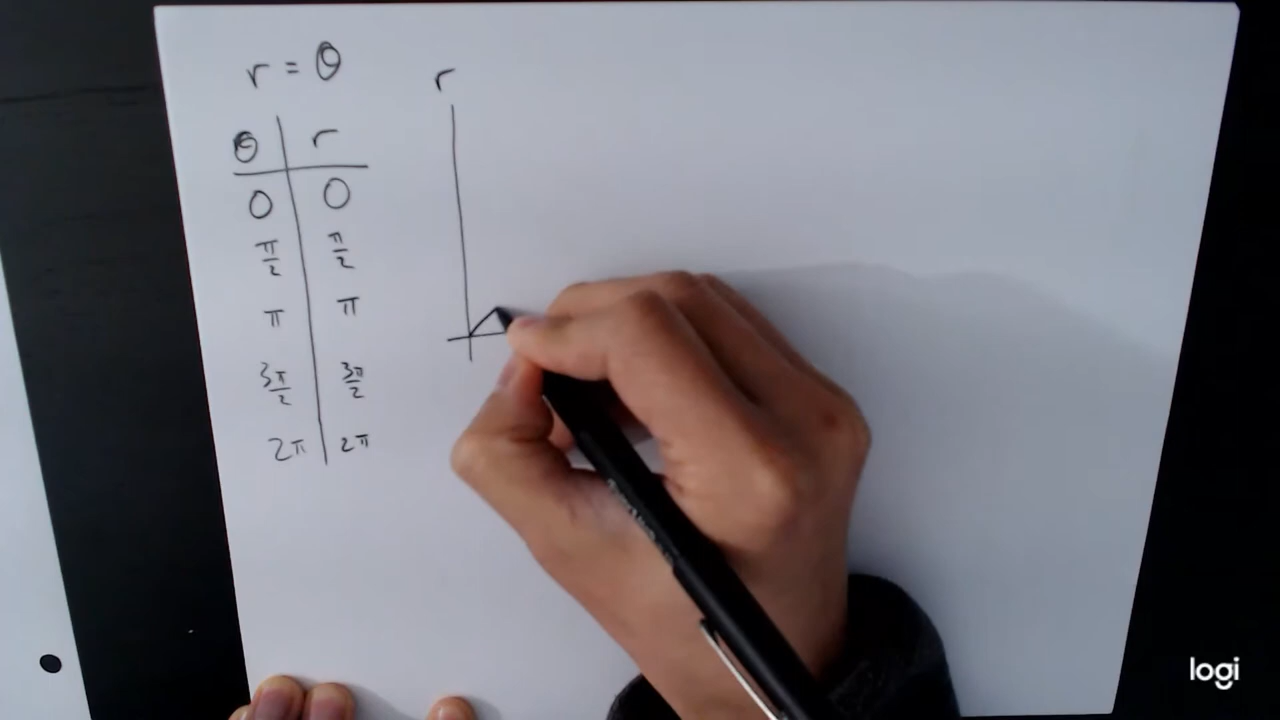 r = θ
r
θ r
0 0
π/2 π/2
π π
3π/2 3π/2
2π 2π
logi